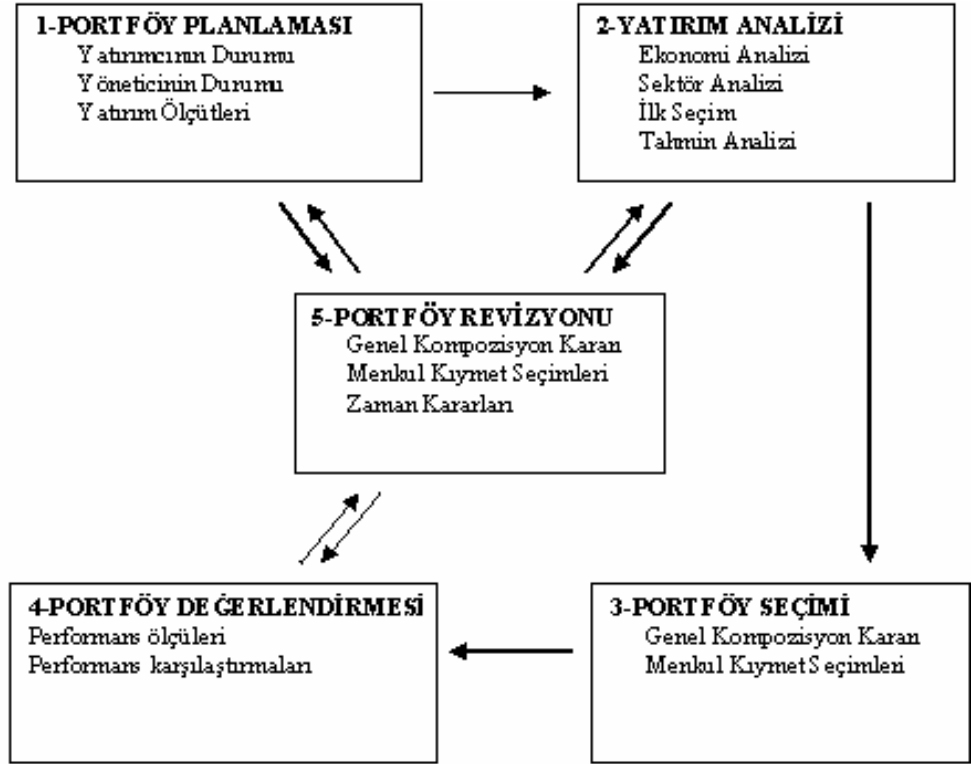 1-PORTFÖY PLANLAMASI
Yatırımcının Durumu
Yöneticinin Durumu
Yatırım Ölçütleri
2-YATIRIM ANALİZİ
Ekonomi Analizi
Sektör Analizi
İlk Seçim
Tahmin Analizi
5-PORTFÖY REVİZYONU
Genel Kompozisyon Kararı
Menkul Kıymet Seçimleri
Zaman Kararları
4-PORTFÖY DEĞERLENDİRMESİ
Performans ölçüleri
Performans karşılaştırmaları
3-PORTFÖY SEÇİMİ
Genel Kompozisyon Kararı
Menkul Kıymet Seçimleri